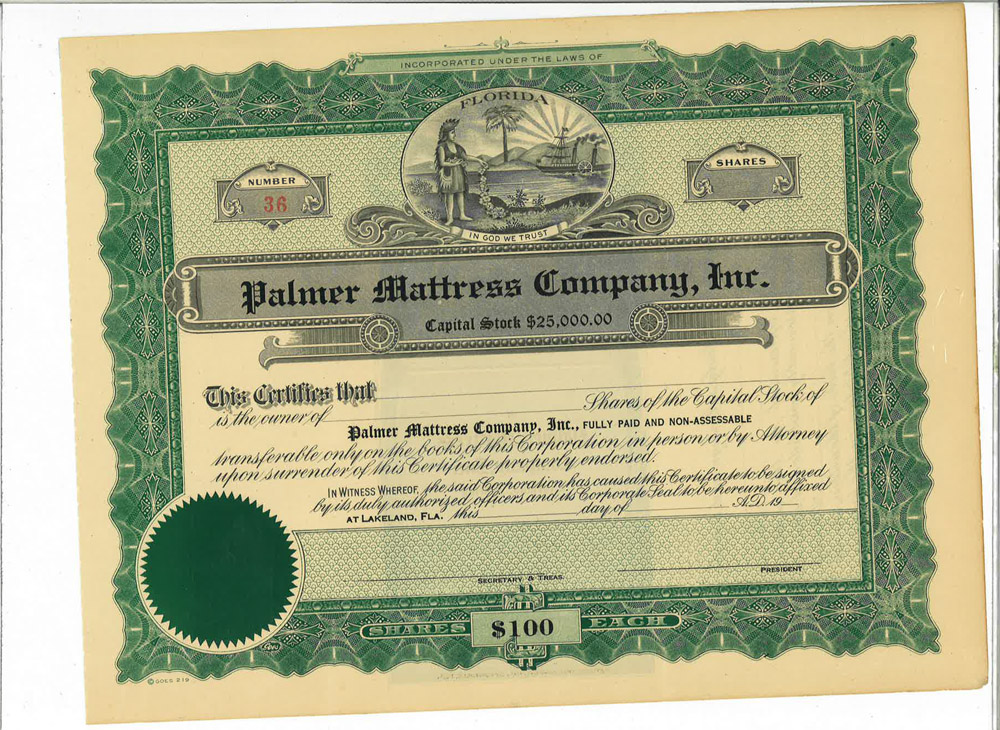 INCORPORATED UNDER THE LAWS OF
FLORIDA
IN GOD WE TRUST
NUMBER
36
SHARES
Palmer Mattress Company, Inc.
Capital Stock $25,000.00
This Certifies that
is the owner of Shares of the Capital Stock of
Palmer Mattress Company, Inc., FULLY PAID AND NON-ASSESSABLE
transferable only on the books of this Corporation in person or by Attorney
upon surrender of this Certificate properly endorsed.
IN WITNESS WHEREOF, the said Corporation has caused this Certificate to be signed
by its duly authorized officers and its Corporate Seal to be hereunto affixed
AT LAKELAND, FLA. this day of A.D. 19
SECRETARY & TREAS.
PRESIDENT
SHARES $100 EACH
© GOES 219